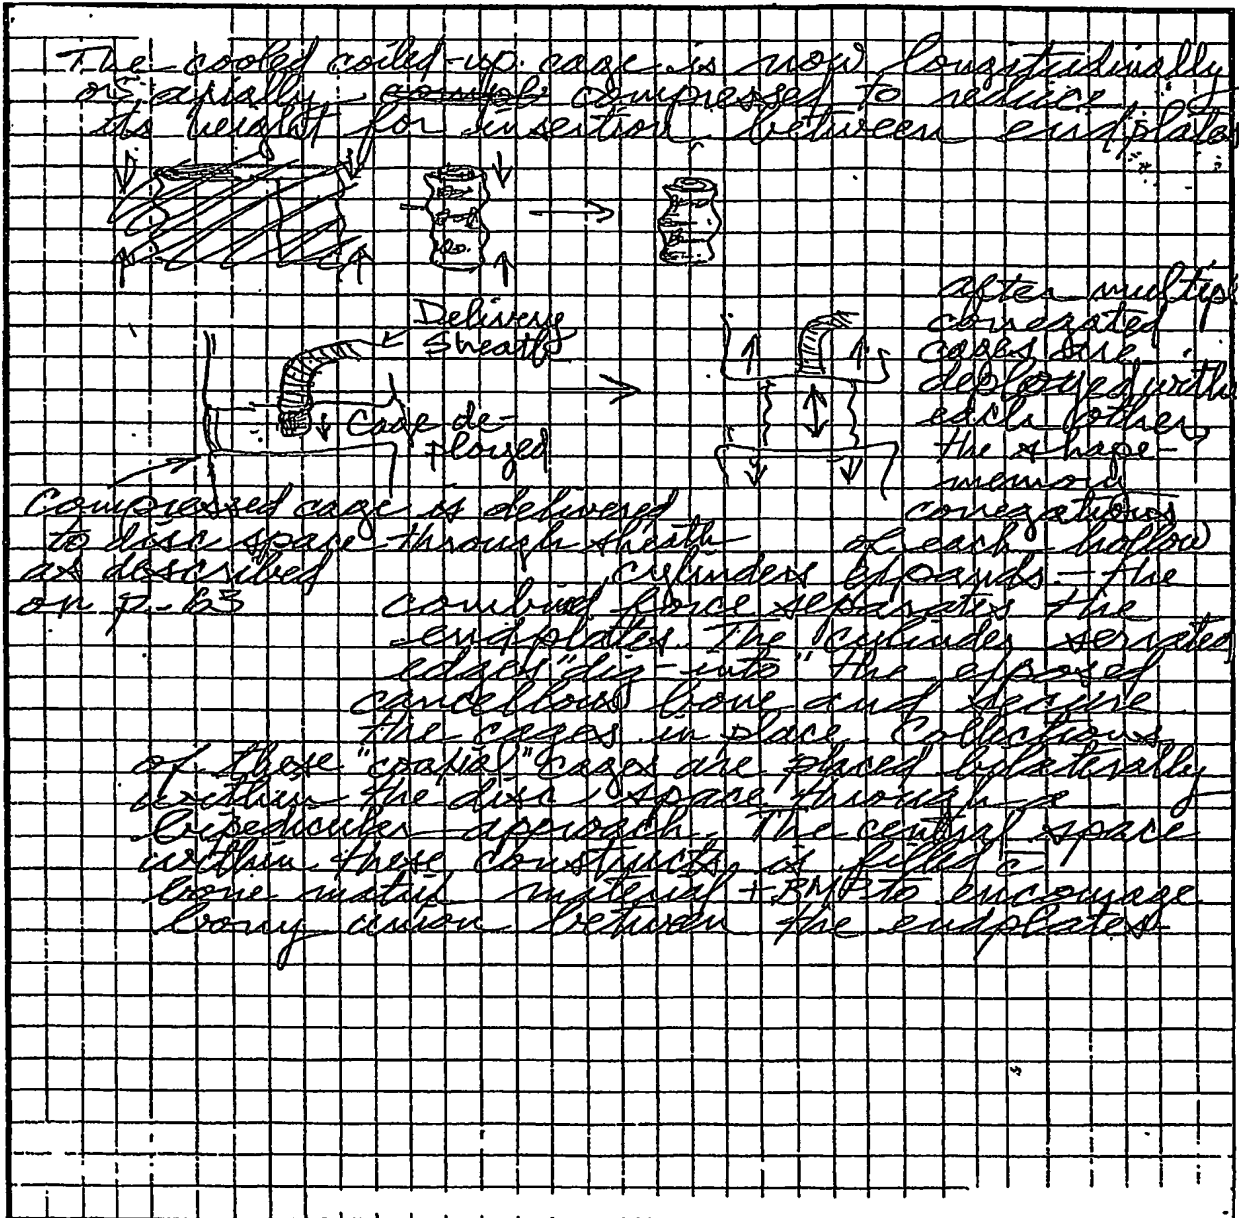 The cooled coiled-up cage is now longitudinally
or axially compressed to reduce
its height for insertion between endplates
Delivery
Sheath
Cage de-
ployed
Compressed cage is delivered
to disc space through sheath
as described
on p. 63
after multiple
corregated
cages are
deployed with
each other,
the shape-
memory
corregations
of each hollow
cylinders expands - the
combined force separates the
endplates. The cylinder serrated
edges "dig-into" the exposed
cancellous bone and secure
the cages in place. Collections
of these "coaxial" cages are placed bilaterally
within the disc space through a
bipedicular approach. The central space
within these constructs is filled c̄
bone matrix material + BMP to encourage
bony union between the endplates.